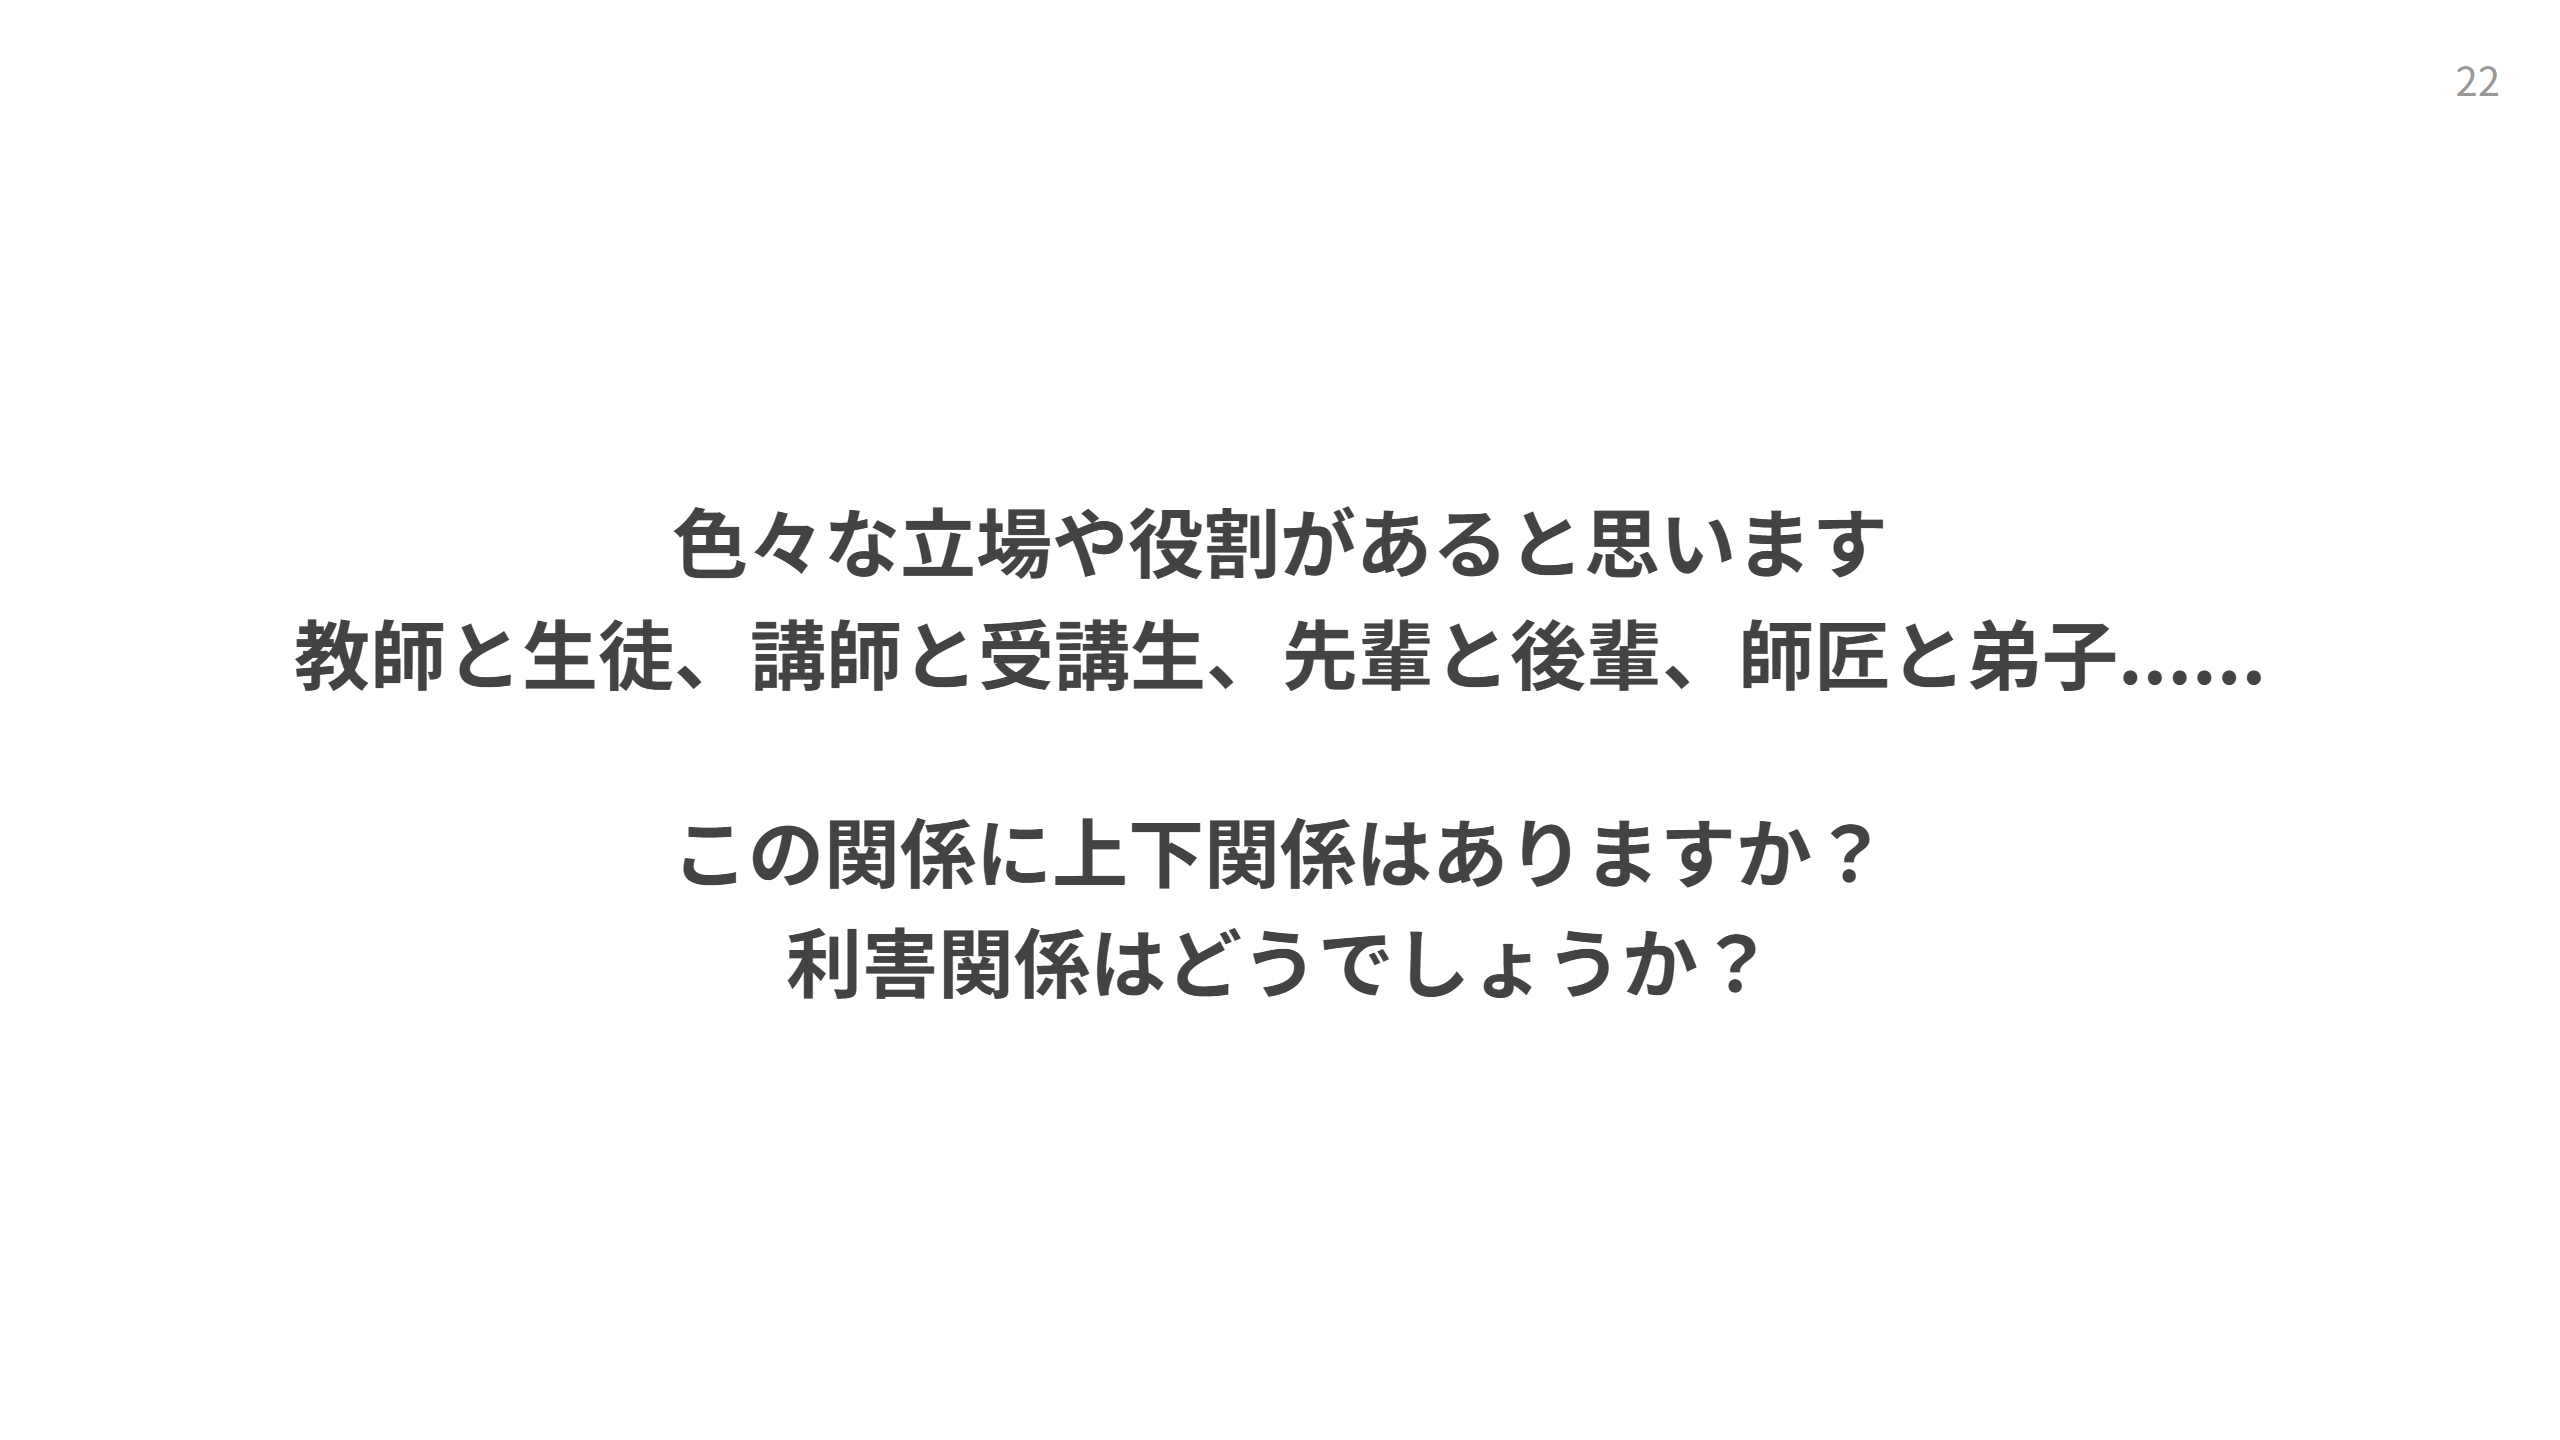 22
色々な立場や役割があると思います
教師と生徒、講師と受講生、先輩と後輩、師匠と弟子......
この関係に上下関係はありますか？
利害関係はどうでしょうか？